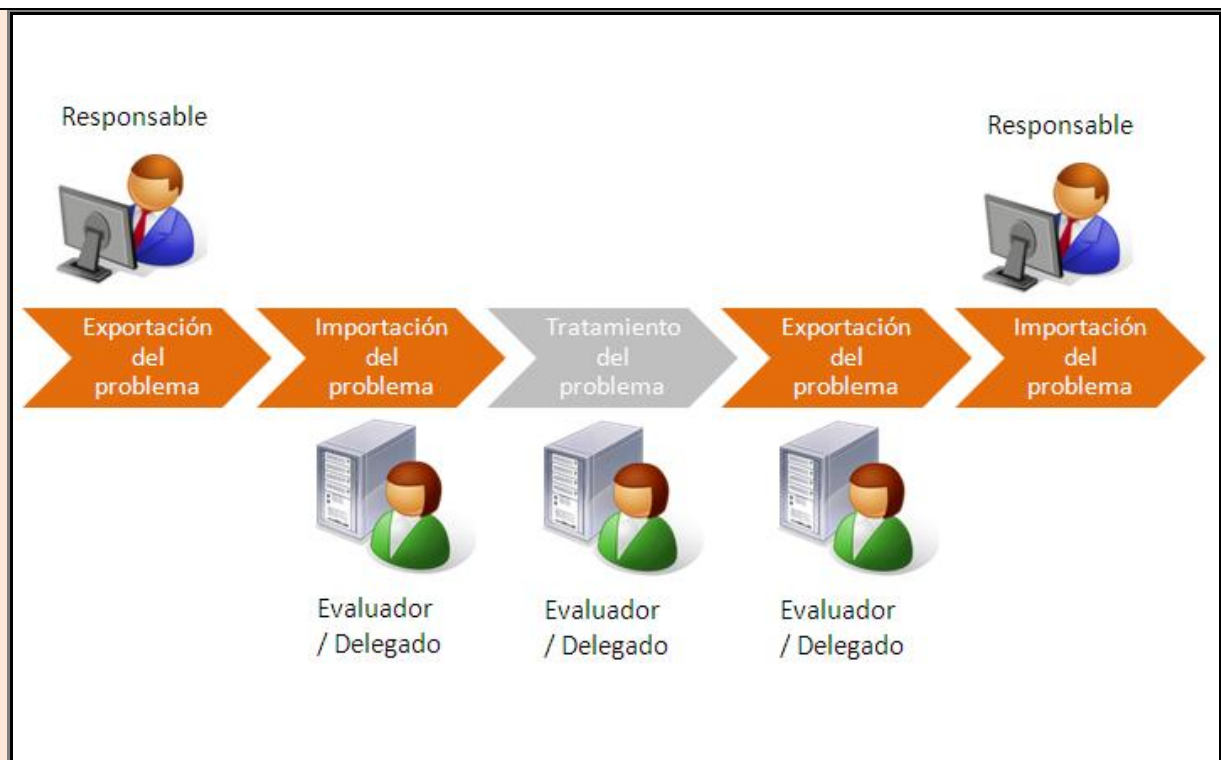 Responsable
Responsable
Exportación
del
problema
Importación
del
problema
Tratamiento
del
problema
Exportación
del
problema
Importación
del
problema
Evaluador
/ Delegado
Evaluador
/ Delegado
Evaluador
/ Delegado